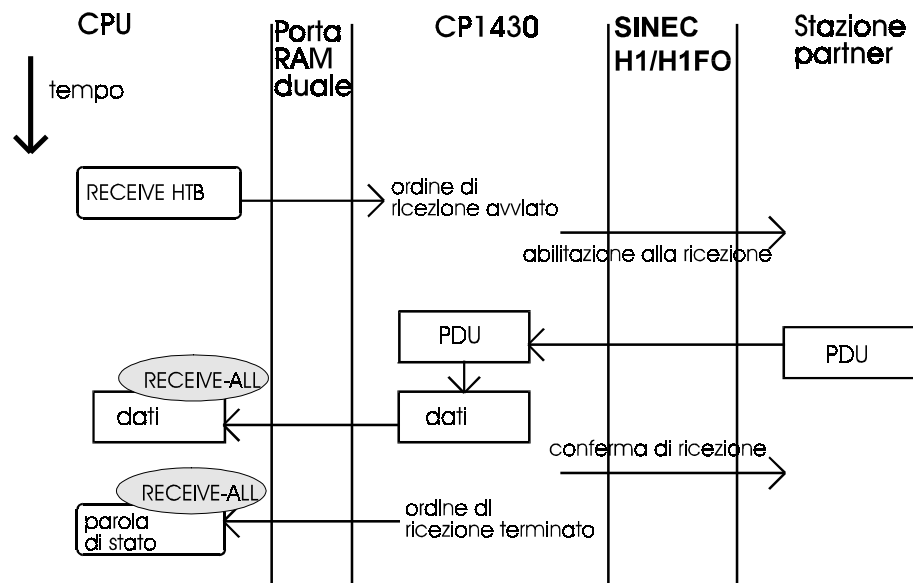 CPU
Porta
RAM
duale
CP1430
SINEC
H1/H1FO
Stazione
partner
tempo
RECEIVE HTB
ordine di
ricezione avviato
abilitazione alla ricezione
PDU
PDU
RECEIVE-ALL
dati
dati
conferma di ricezione
RECEIVE-ALL
parola
di stato
ordine di
ricezione terminato